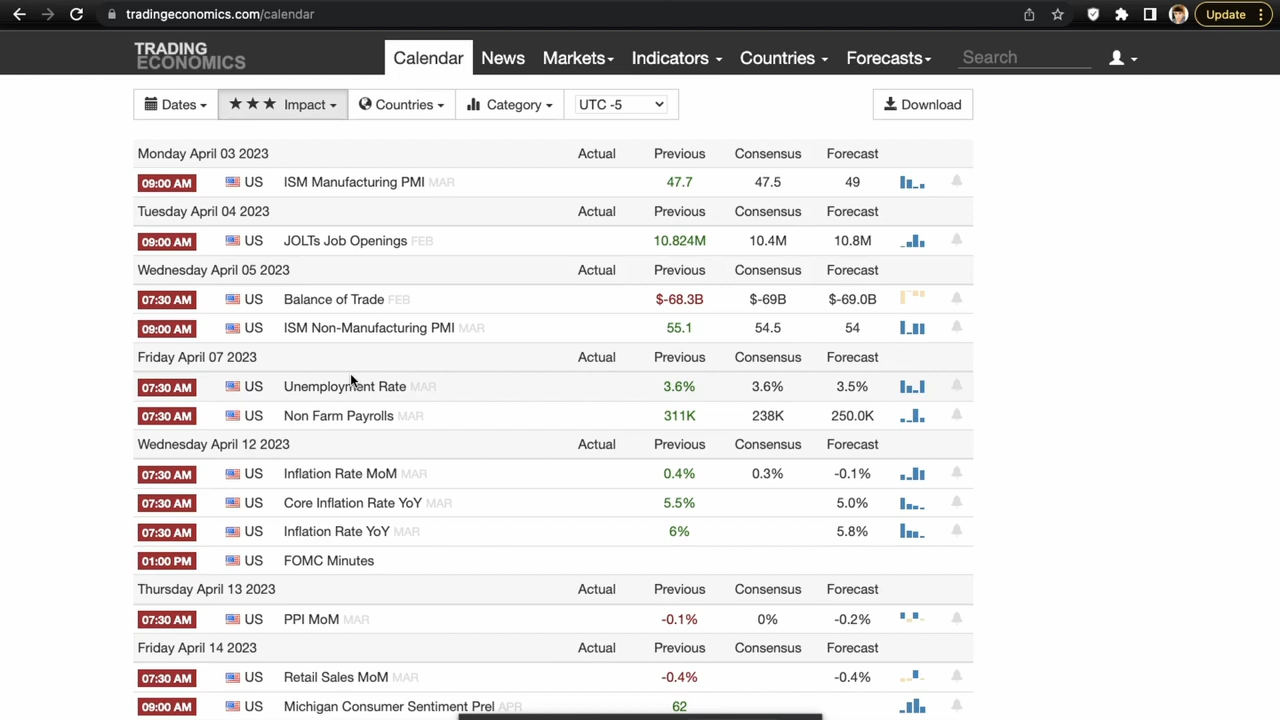 tradingeconomics.com/calendar
Update
TRADING
ECONOMICS
Calendar News Markets Indicators Countries Forecasts Search
Dates ★ ★ ★ Impact Countries Category UTC -5 Download
Monday April 03 2023 Actual Previous Consensus Forecast
09:00 AM US ISM Manufacturing PMI MAR 47.7 47.5 49
Tuesday April 04 2023 Actual Previous Consensus Forecast
09:00 AM US JOLTs Job Openings FEB 10.824M 10.4M 10.8M
Wednesday April 05 2023 Actual Previous Consensus Forecast
07:30 AM US Balance of Trade FEB $-68.3B $-69B $-69.0B
09:00 AM US ISM Non-Manufacturing PMI MAR 55.1 54.5 54
Friday April 07 2023 Actual Previous Consensus Forecast
07:30 AM US Unemployment Rate MAR 3.6% 3.6% 3.5%
07:30 AM US Non Farm Payrolls MAR 311K 238K 250.0K
Wednesday April 12 2023 Actual Previous Consensus Forecast
07:30 AM US Inflation Rate MoM MAR 0.4% 0.3% -0.1%
07:30 AM US Core Inflation Rate YoY MAR 5.5% 5.0%
07:30 AM US Inflation Rate YoY MAR 6% 5.8%
01:00 PM US FOMC Minutes
Thursday April 13 2023 Actual Previous Consensus Forecast
07:30 AM US PPI MoM MAR -0.1% 0% -0.2%
Friday April 14 2023 Actual Previous Consensus Forecast
07:30 AM US Retail Sales MoM MAR -0.4% -0.4%
09:00 AM US Michigan Consumer Sentiment Prel APR 62